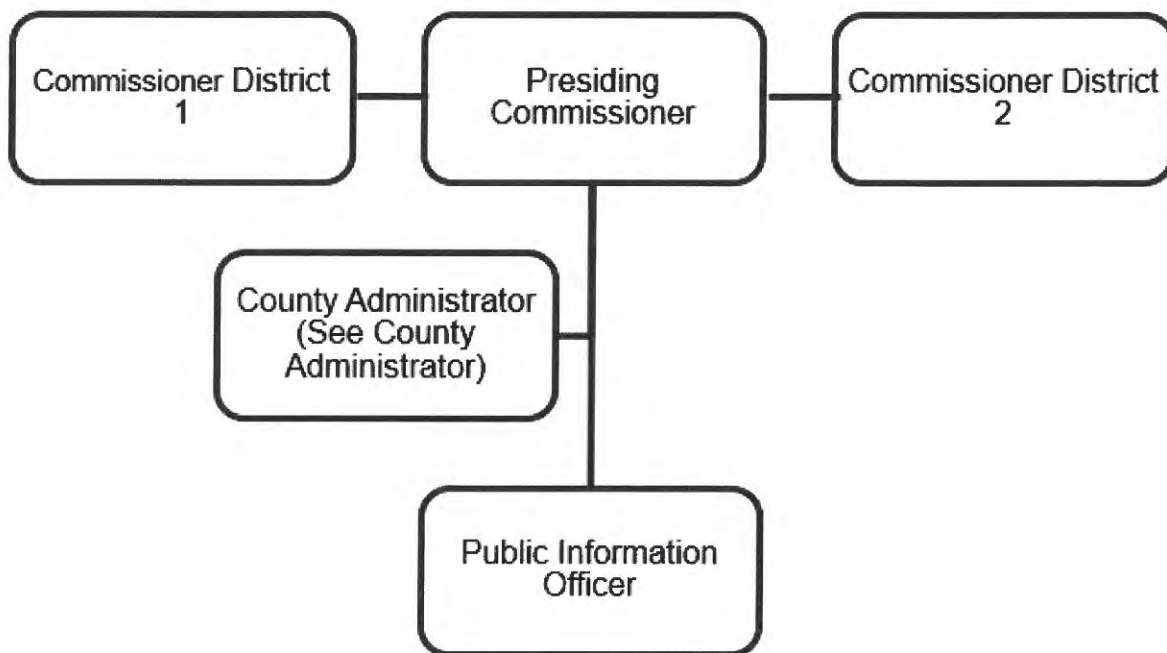 Commissioner District
1
Presiding
Commissioner
Commissioner District
2
County Administrator
(See County
Administrator)
Public Information
Officer